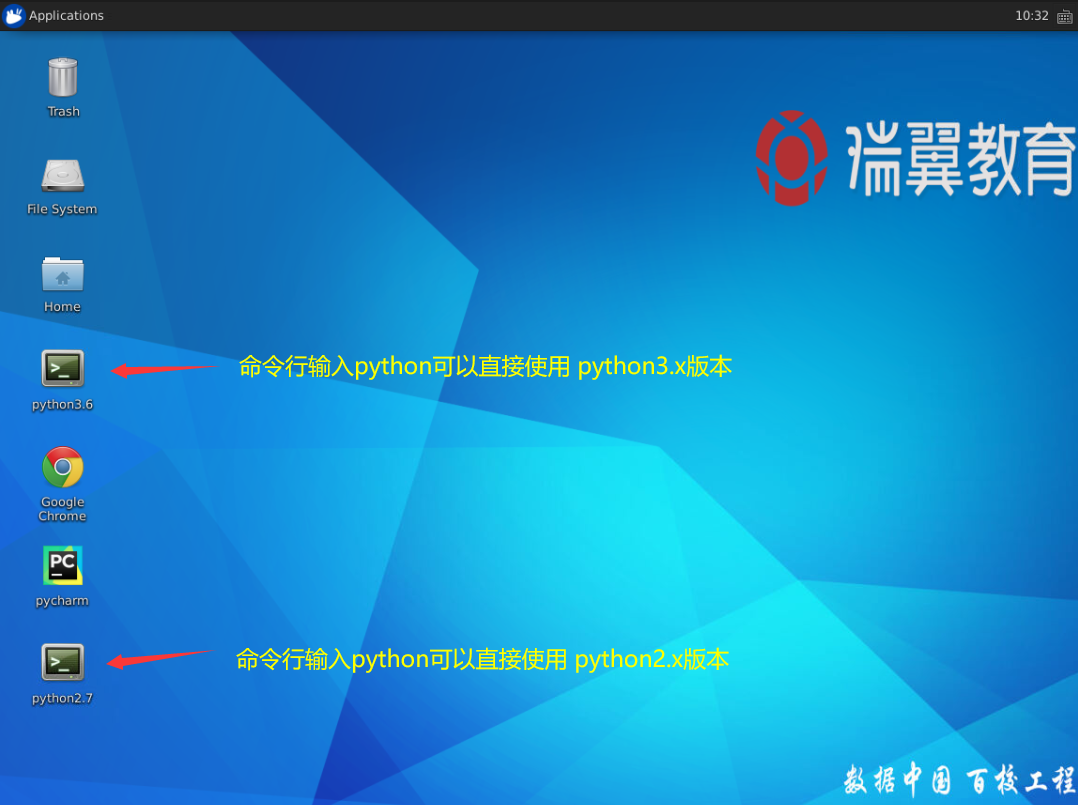 Applications
10:32
Trash
瑞翼教育
File System
Home
命令行输入python可以直接使用 python3.x版本
python3.6
Google
Chrome
PC
pycharm
命令行输入python可以直接使用 python2.x版本
python2.7
数据中国 百校工程